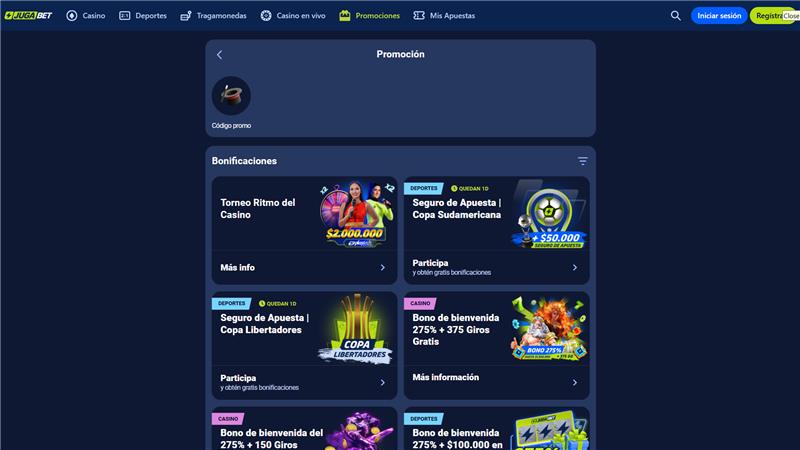 JUGABET
Casino
Deportes
Tragamonedas
Casino en vivo
Promociones
Mis Apuestas
Iniciar sesión
Registra
Close
Promoción
Código promo
Bonificaciones
Torneo Ritmo del
Casino
x2
x2
$2.000.000
Más info
DEPORTES
QUEDAN 1D
Seguro de Apuesta |
Copa Sudamericana
+ $50.000
SEGURO DE APUESTA
Participa
y obtén gratis bonificaciones
DEPORTES
QUEDAN 1D
Seguro de Apuesta |
Copa Libertadores
COPA
LIBERTADORES
Participa
y obtén gratis bonificaciones
CASINO
Bono de bienvenida
275% + 375 Giros
Gratis
BONO 275%
Más información
CASINO
Bono de bienvenida del
275% + 150 Giros
DEPORTES
Bono de bienvenida
275% + $100.000 en
JUGABET